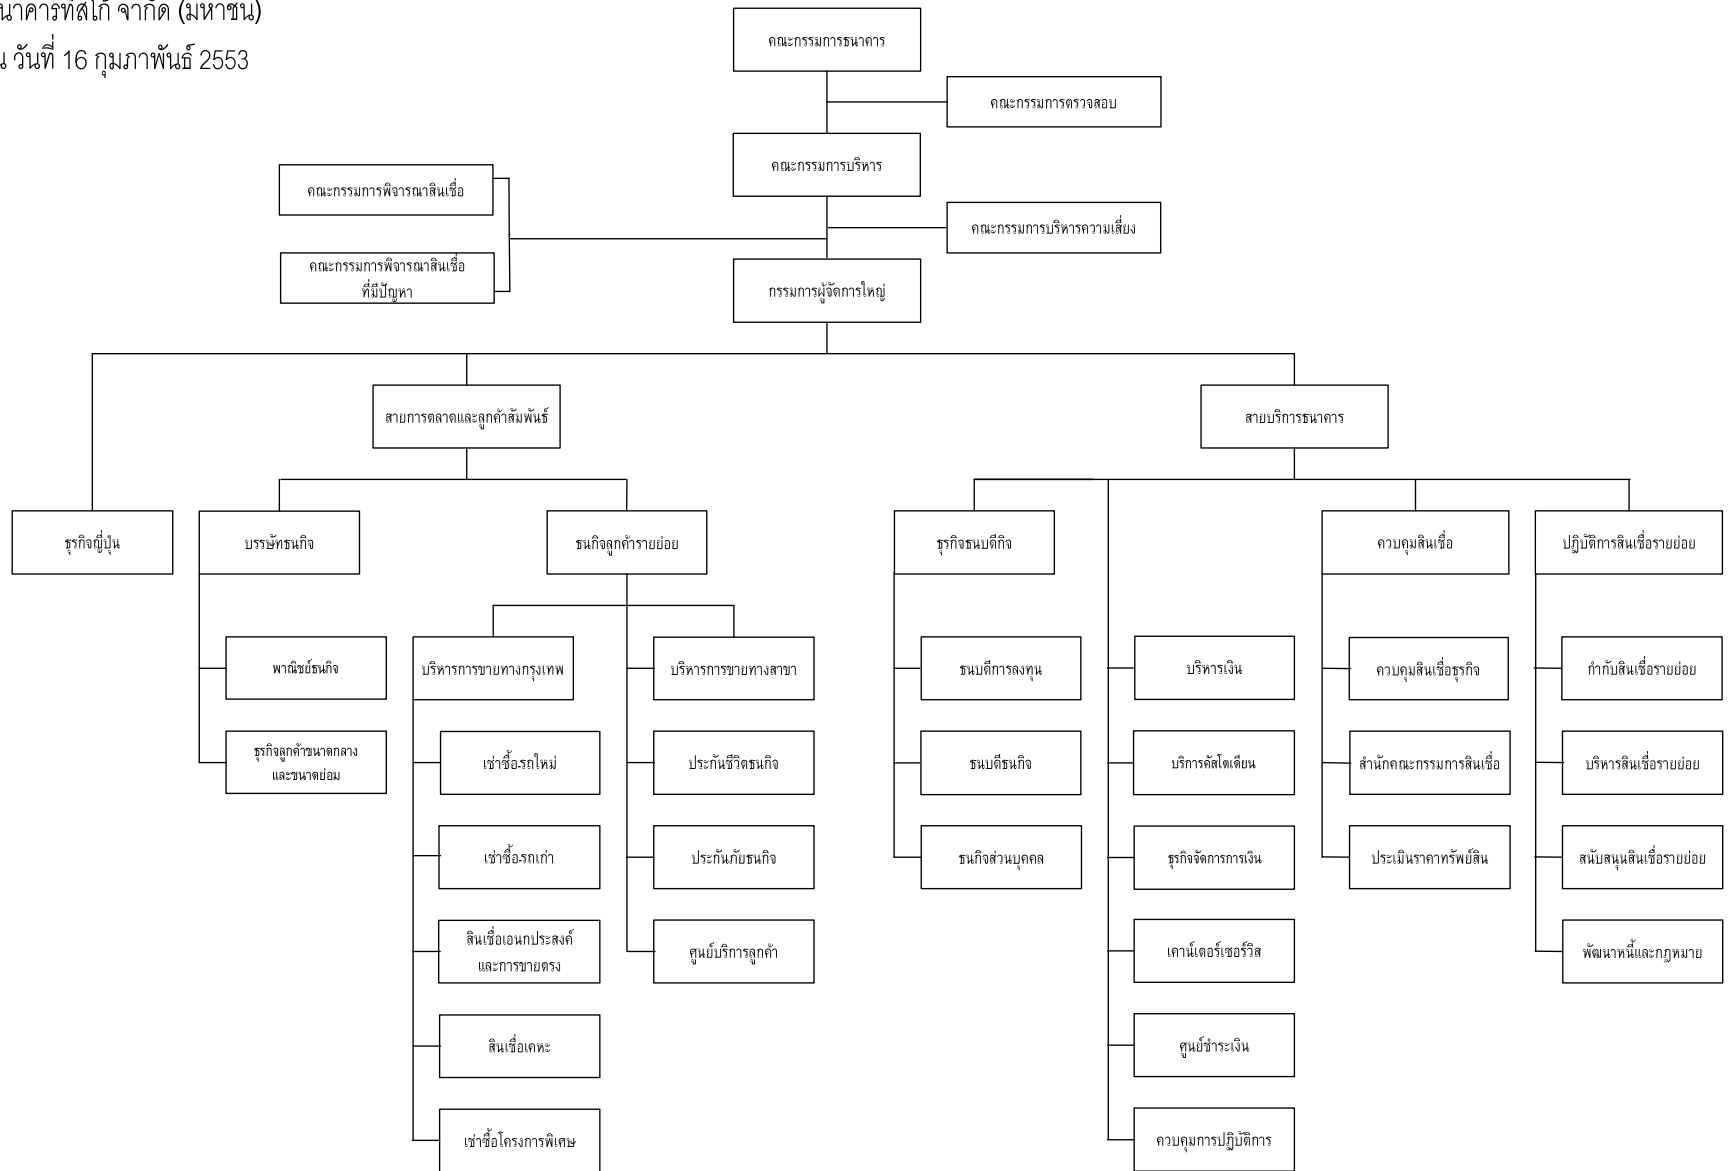 นาคารทิสโก้ จำกัด (มหาชน)
ณ วันที่ 16 กุมภาพันธ์ 2553
คณะกรรมการธนาคาร
คณะกรรมการตรวจสอบ
คณะกรรมการบริหาร
คณะกรรมการพิจารณาสินเชื่อ
คณะกรรมการบริหารความเสี่ยง
คณะกรรมการพิจารณาสินเชื่อ
ที่มีปัญหา
กรรมการผู้จัดการใหญ่
สายการตลาดและลูกค้าสัมพันธ์
สายบริการธนาคาร
ธุรกิจญี่ปุ่น
บรรษัทธนกิจ
ธนกิจลูกค้ารายย่อย
ธุรกิจธนบดีกิจ
ควบคุมสินเชื่อ
ปฏิบัติการสินเชื่อรายย่อย
พาณิชย์ธนกิจ
บริหารการขายทางกรุงเทพ
บริหารการขายทางสาขา
ธนบดีการลงทุน
บริหารเงิน
ควบคุมสินเชื่อธุรกิจ
กำกับสินเชื่อรายย่อย
ธุรกิจลูกค้าขนาดกลาง
และขนาดย่อม
เช่าซื้อ-รถใหม่
ประกันชีวิตธนกิจ
ธนบดีธนกิจ
บริการคัสโตเดียน
สำนักคณะกรรมการสินเชื่อ
บริหารสินเชื่อรายย่อย
เช่าซื้อ-รถเก่า
ประกันภัยธนกิจ
ธนกิจส่วนบุคคล
ธุรกิจจัดการการเงิน
ประเมินราคาทรัพย์สิน
สนับสนุนสินเชื่อรายย่อย
สินเชื่อเอนกประสงค์
และการขายตรง
ศูนย์บริการลูกค้า
เคาน์เตอร์เซอร์วิส
พัฒนาหนี้และกฎหมาย
สินเชื่อเคหะ
ศูนย์ชำระเงิน
เช่าซื้อโครงการพิเศษ
ควบคุมการปฏิบัติการ